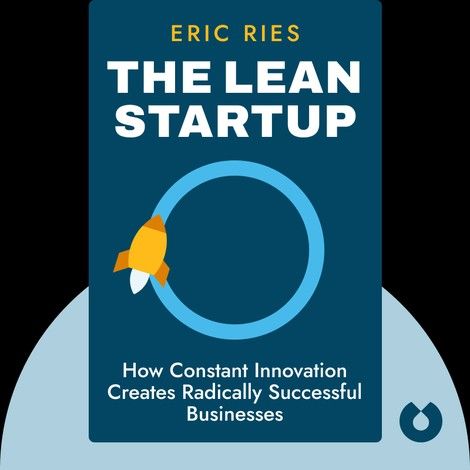 ERIC RIES
THE LEAN
STARTUP
How Constant Innovation
Creates Radically Successful
Businesses